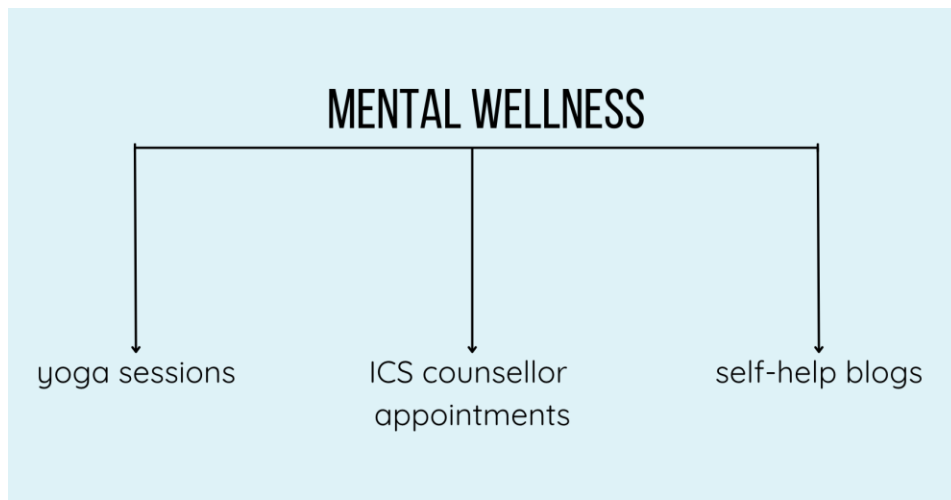 MENTAL WELLNESS
yoga sessions
ICS counsellor
appointments
self-help blogs